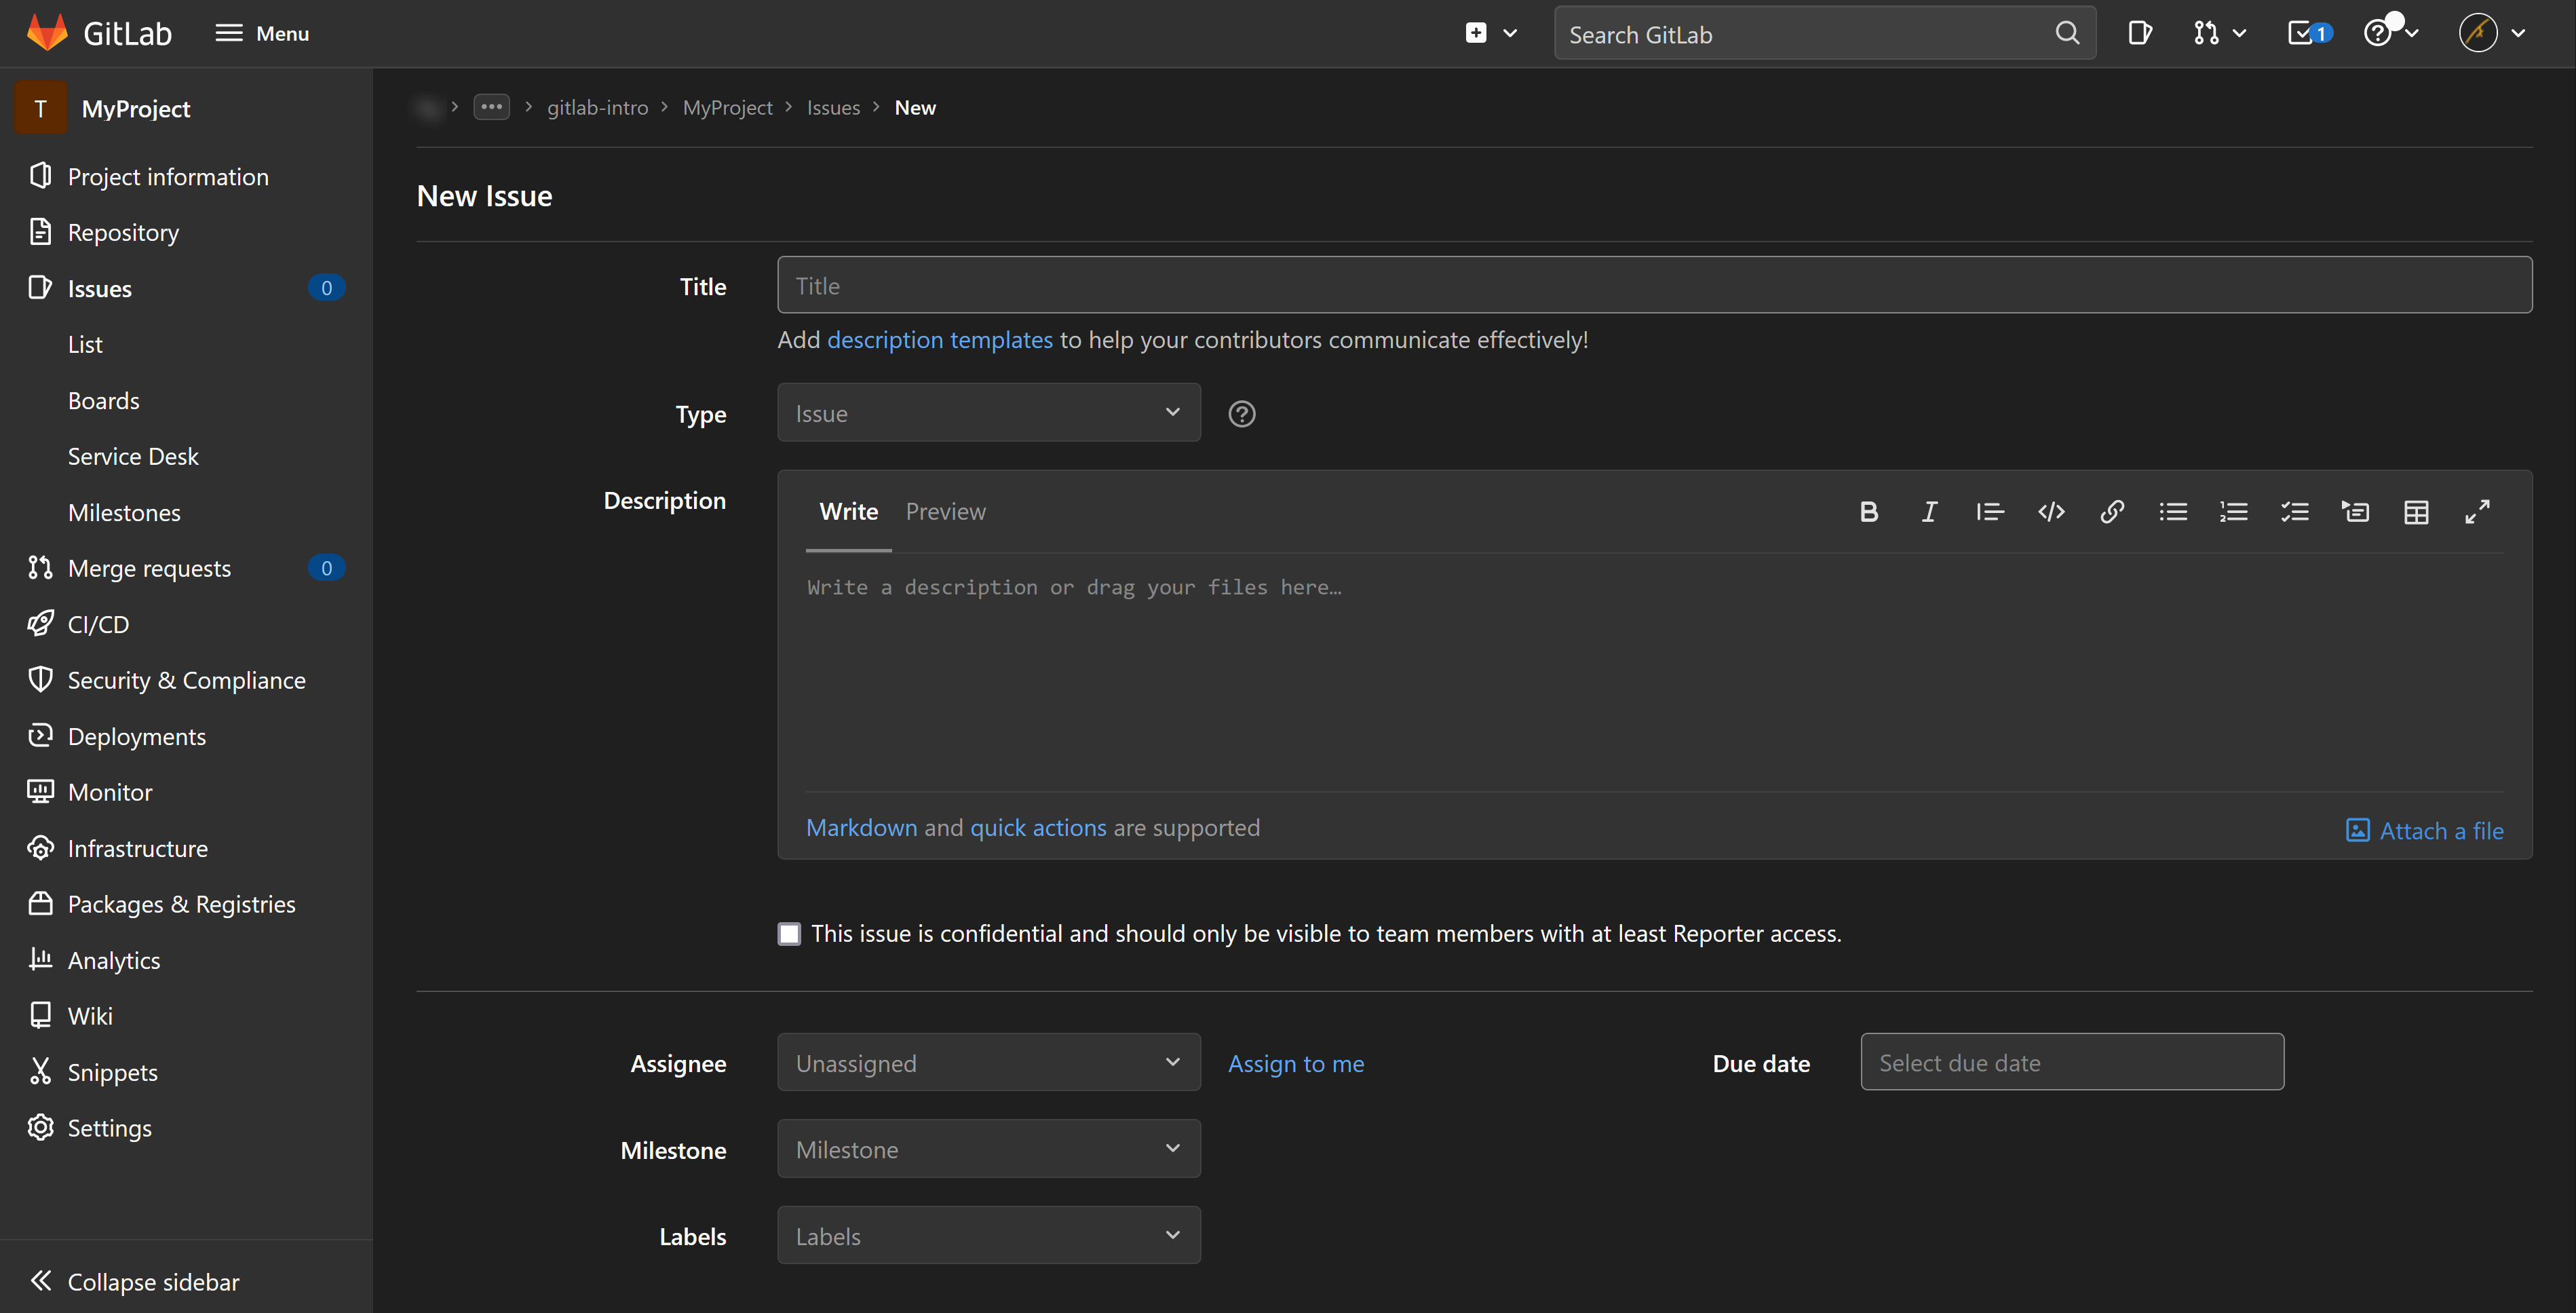 GitLab Menu Search GitLab 1
T MyProject
Project information
Repository
Issues 0
List
Boards
Service Desk
Milestones
Merge requests 0
CI/CD
Security & Compliance
Deployments
Monitor
Infrastructure
Packages & Registries
Analytics
Wiki
Snippets
Settings
Collapse sidebar
gitlab-intro > MyProject > Issues > New
New Issue
Title Title
Add description templates to help your contributors communicate effectively!
Type Issue
Description Write Preview
Write a description or drag your files here…
Markdown and quick actions are supported Attach a file
This issue is confidential and should only be visible to team members with at least Reporter access.
Assignee Unassigned Assign to me Due date Select due date
Milestone Milestone
Labels Labels